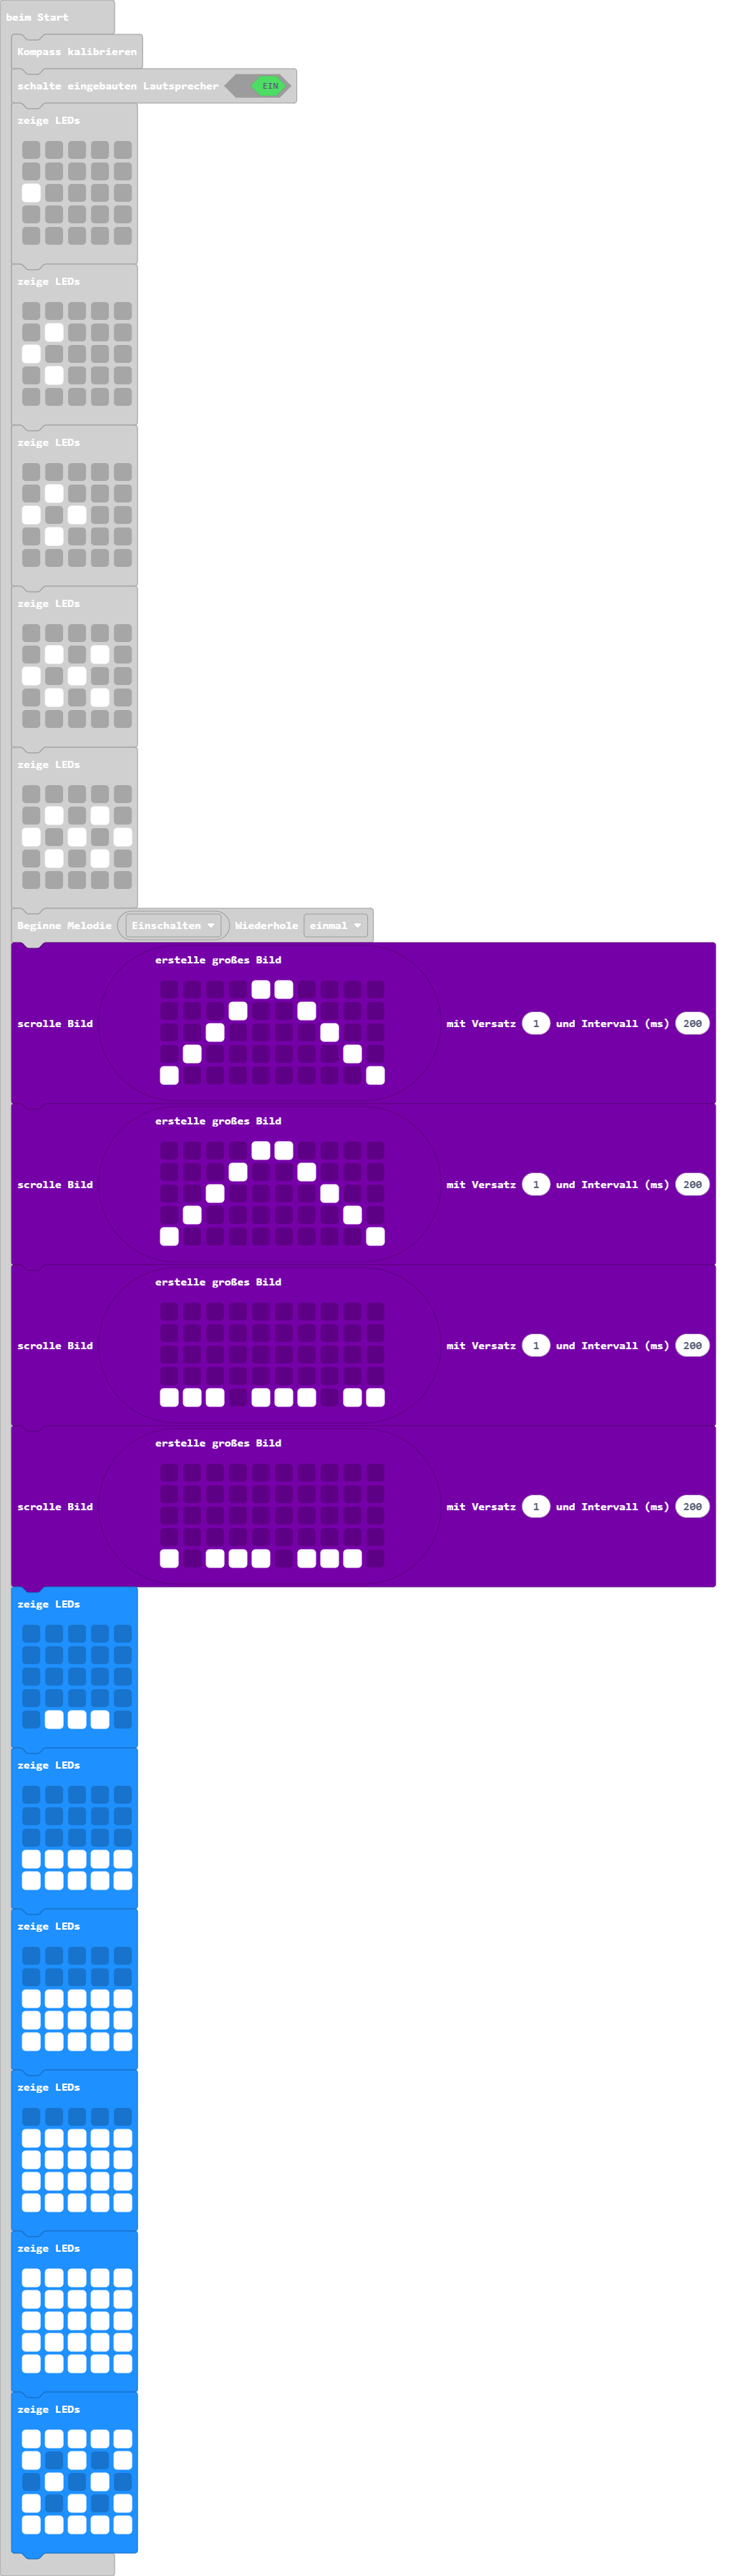 beim Start
Kompass kalibrieren
schalte eingebauten Lautsprecher EIN
zeige LEDs
zeige LEDs
zeige LEDs
zeige LEDs
zeige LEDs
Beginne Melodie Einschalten Wiederhole einmal
erstelle großes Bild
scrolle Bild mit Versatz 1 und Intervall (ms) 200
erstelle großes Bild
scrolle Bild mit Versatz 1 und Intervall (ms) 200
erstelle großes Bild
scrolle Bild mit Versatz 1 und Intervall (ms) 200
erstelle großes Bild
scrolle Bild mit Versatz 1 und Intervall (ms) 200
zeige LEDs
zeige LEDs
zeige LEDs
zeige LEDs
zeige LEDs
zeige LEDs